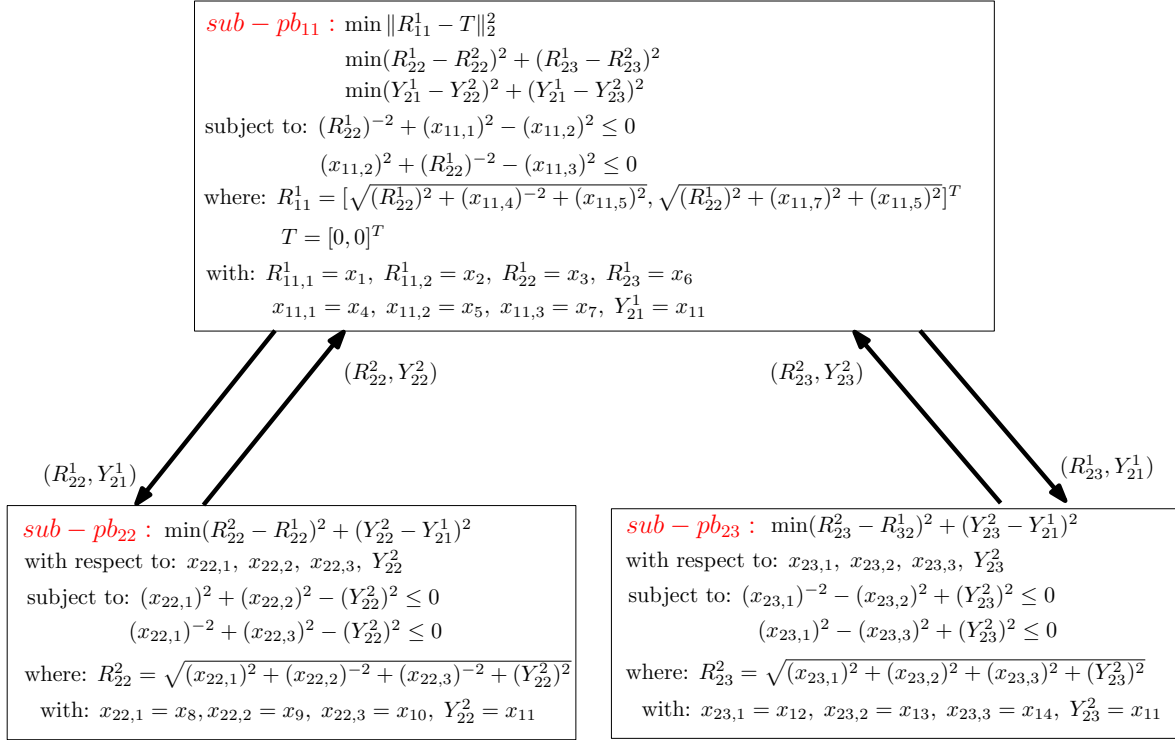 sub − pb₁₁ : min ‖R¹₁₁ − T‖²₂
min(R¹₂₂ − R²₂₂)² + (R¹₂₃ − R²₂₃)²
min(Y¹₂₁ − Y²₂₂)² + (Y¹₂₁ − Y²₂₃)²
subject to: (R¹₂₂)⁻² + (x₁₁,₁)² − (x₁₁,₂)² ≤ 0
(x₁₁,₂)² + (R¹₂₂)⁻² − (x₁₁,₃)² ≤ 0
where: R¹₁₁ = [√((R¹₂₂)² + (x₁₁,₄)⁻² + (x₁₁,₅)²), √((R¹₂₂)² + (x₁₁,₇)² + (x₁₁,₅)²)]ᵀ
T = [0, 0]ᵀ
with: R¹₁₁,₁ = x₁, R¹₁₁,₂ = x₂, R¹₂₂ = x₃, R¹₂₃ = x₆
x₁₁,₁ = x₄, x₁₁,₂ = x₅, x₁₁,₃ = x₇, Y¹₂₁ = x₁₁
(R²₂₂, Y²₂₂)
(R²₂₃, Y²₂₃)
(R¹₂₂, Y¹₂₁)
(R¹₂₃, Y¹₂₁)
sub − pb₂₂ : min(R²₂₂ − R¹₂₂)² + (Y²₂₂ − Y¹₂₁)²
with respect to: x₂₂,₁, x₂₂,₂, x₂₂,₃, Y²₂₂
subject to: (x₂₂,₁)² + (x₂₂,₂)² − (Y²₂₂)² ≤ 0
(x₂₂,₁)⁻² + (x₂₂,₃)² − (Y²₂₂)² ≤ 0
where: R²₂₂ = √((x₂₂,₁)² + (x₂₂,₂)⁻² + (x₂₂,₃)⁻² + (Y²₂₂)²)
with: x₂₂,₁ = x₈, x₂₂,₂ = x₉, x₂₂,₃ = x₁₀, Y²₂₂ = x₁₁
sub − pb₂₃ : min(R²₂₃ − R¹₃₂)² + (Y²₂₃ − Y¹₂₁)²
with respect to: x₂₃,₁, x₂₃,₂, x₂₃,₃, Y²₂₃
subject to: (x₂₃,₁)⁻² − (x₂₃,₂)² + (Y²₂₃)² ≤ 0
(x₂₃,₁)² − (x₂₃,₃)² + (Y²₂₃)² ≤ 0
where: R²₂₃ = √((x₂₃,₁)² + (x₂₃,₂)² + (x₂₃,₃)² + (Y²₂₃)²)
with: x₂₃,₁ = x₁₂, x₂₃,₂ = x₁₃, x₂₃,₃ = x₁₄, Y²₂₃ = x₁₁